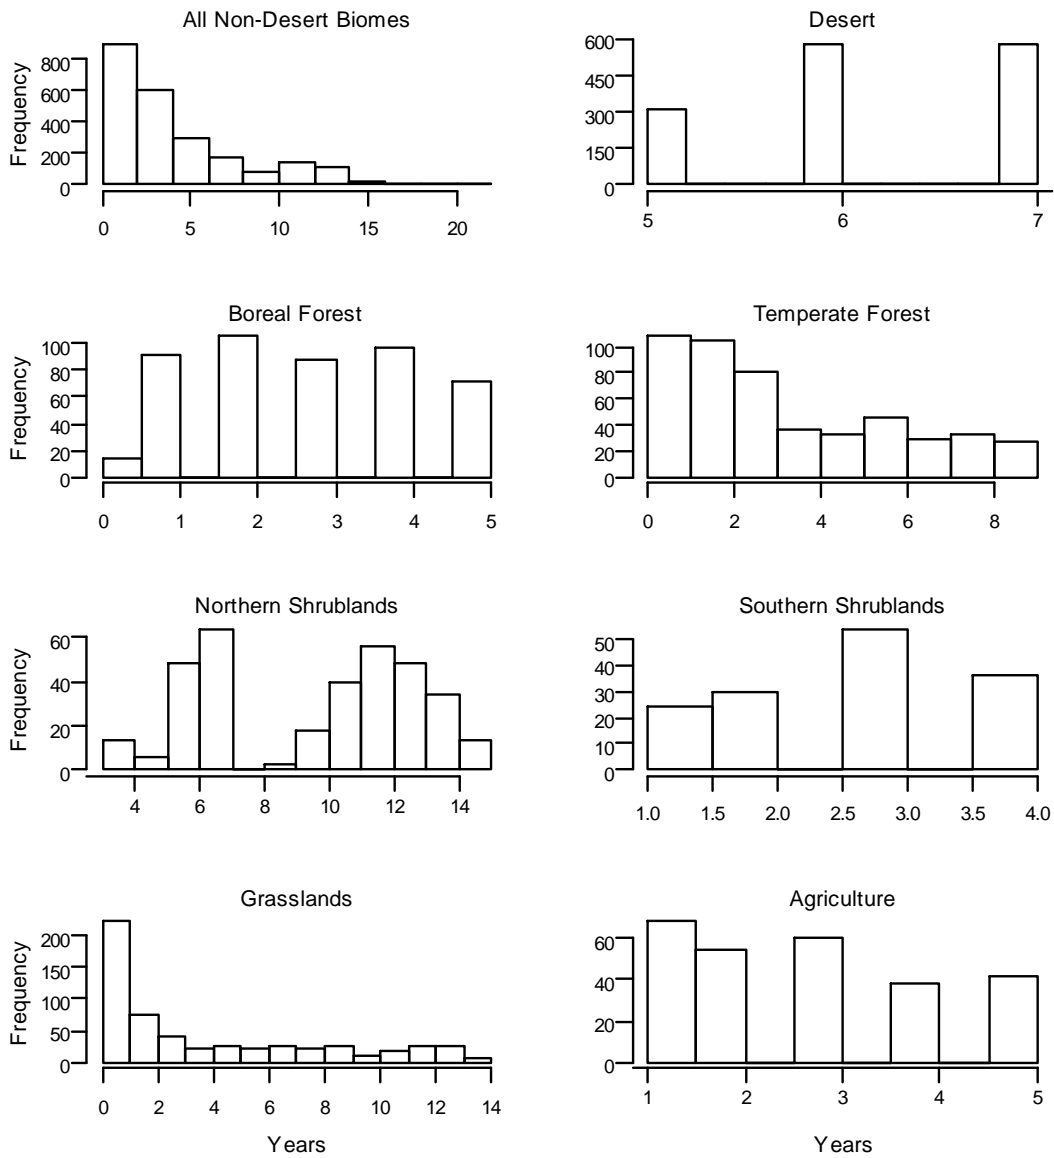 All Non-Desert Biomes
Frequency
800
600
400
200
0
0 5 10 15 20
Desert
600
450
300
150
0
5 6 7
Boreal Forest
Frequency
100
80
60
40
20
0
0 1 2 3 4 5
Temperate Forest
100
80
60
40
20
0
0 2 4 6 8
Northern Shrublands
Frequency
60
40
20
0
4 6 8 10 12 14
Southern Shrublands
50
40
30
20
10
0
1.0 1.5 2.0 2.5 3.0 3.5 4.0
Grasslands
Frequency
200
150
100
50
0
0 2 4 6 8 10 12 14
Years
Agriculture
60
40
20
0
1 2 3 4 5
Years